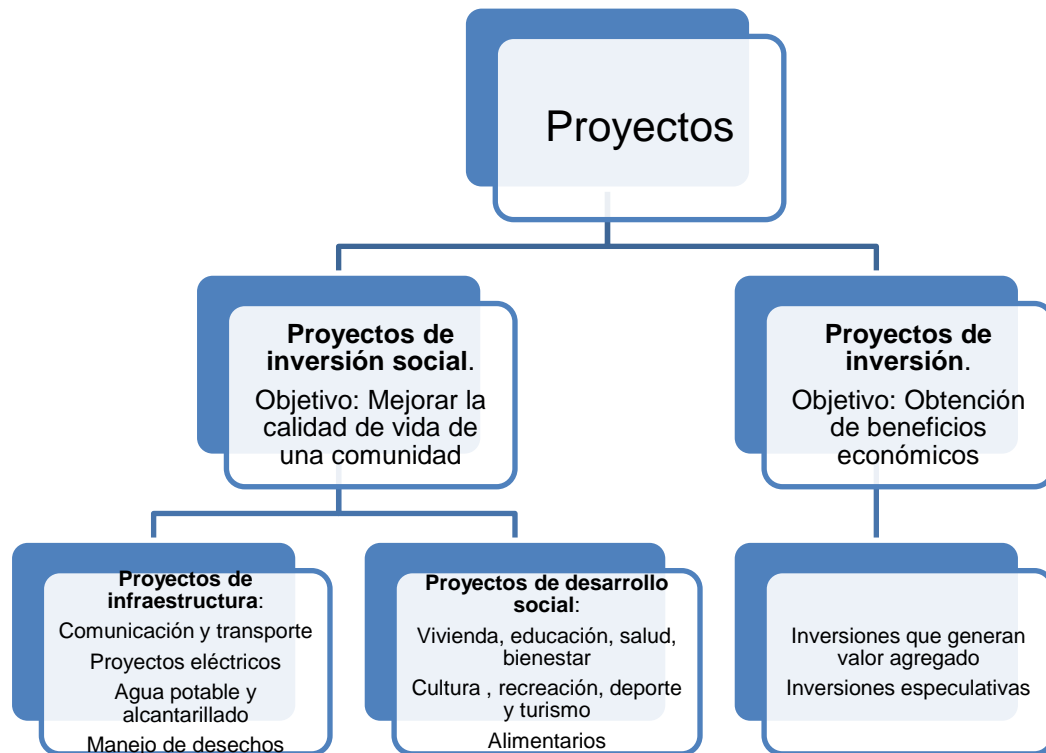 Proyectos
Proyectos de
inversión social.
Objetivo: Mejorar la
calidad de vida de
una comunidad
Proyectos de
inversión.
Objetivo: Obtención
de beneficios
económicos
Proyectos de
infraestructura:
Comunicación y transporte
Proyectos eléctricos
Agua potable y
alcantarillado
Manejo de desechos
Proyectos de desarrollo
social:
Vivienda, educación, salud,
bienestar
Cultura , recreación, deporte
y turismo
Alimentarios
Inversiones que generan
valor agregado
Inversiones especulativas